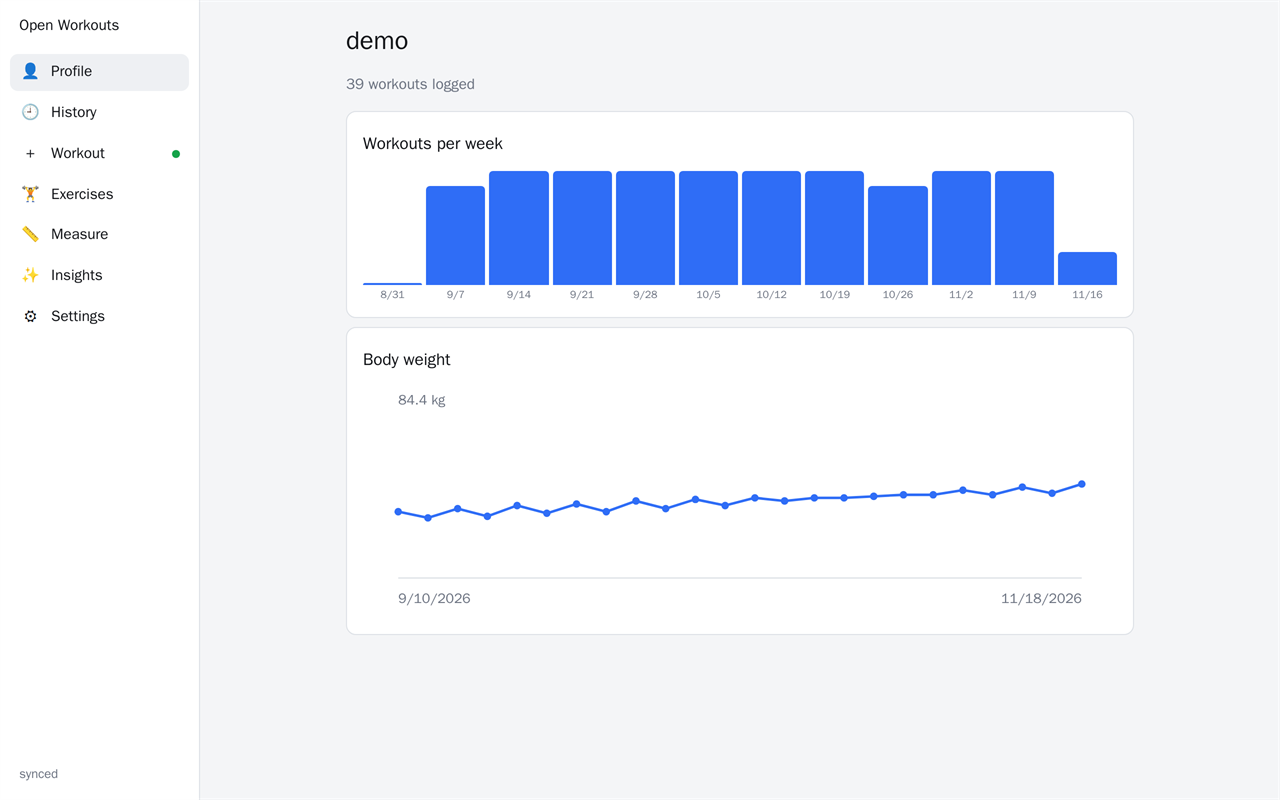 Open Workouts
Profile
History
+ Workout
Exercises
Measure
Insights
Settings
synced
demo
39 workouts logged
Workouts per week
8/31 9/7 9/14 9/21 9/28 10/5 10/12 10/19 10/26 11/2 11/9 11/16
Body weight
84.4 kg
9/10/2026 11/18/2026